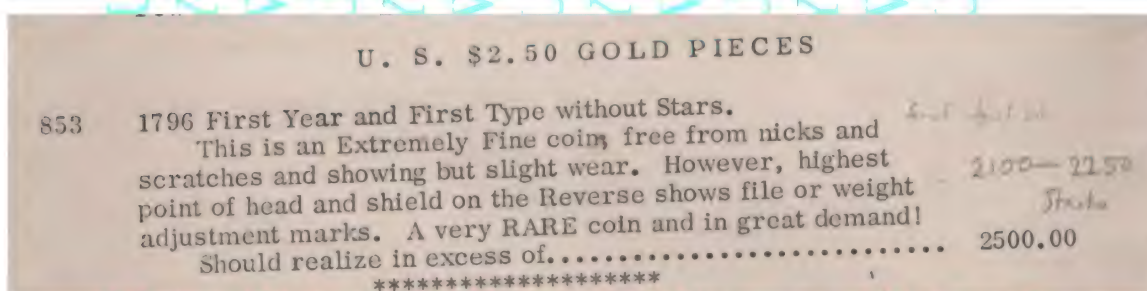 U. S. $2.50 GOLD PIECES
853 1796 First Year and First Type without Stars.
This is an Extremely Fine coin, free from nicks and
scratches and showing but slight wear. However, highest
point of head and shield on the Reverse shows file or weight
adjustment marks. A very RARE coin and in great demand!
Should realize in excess of............................ 2500.00
********************
2100 — 2250